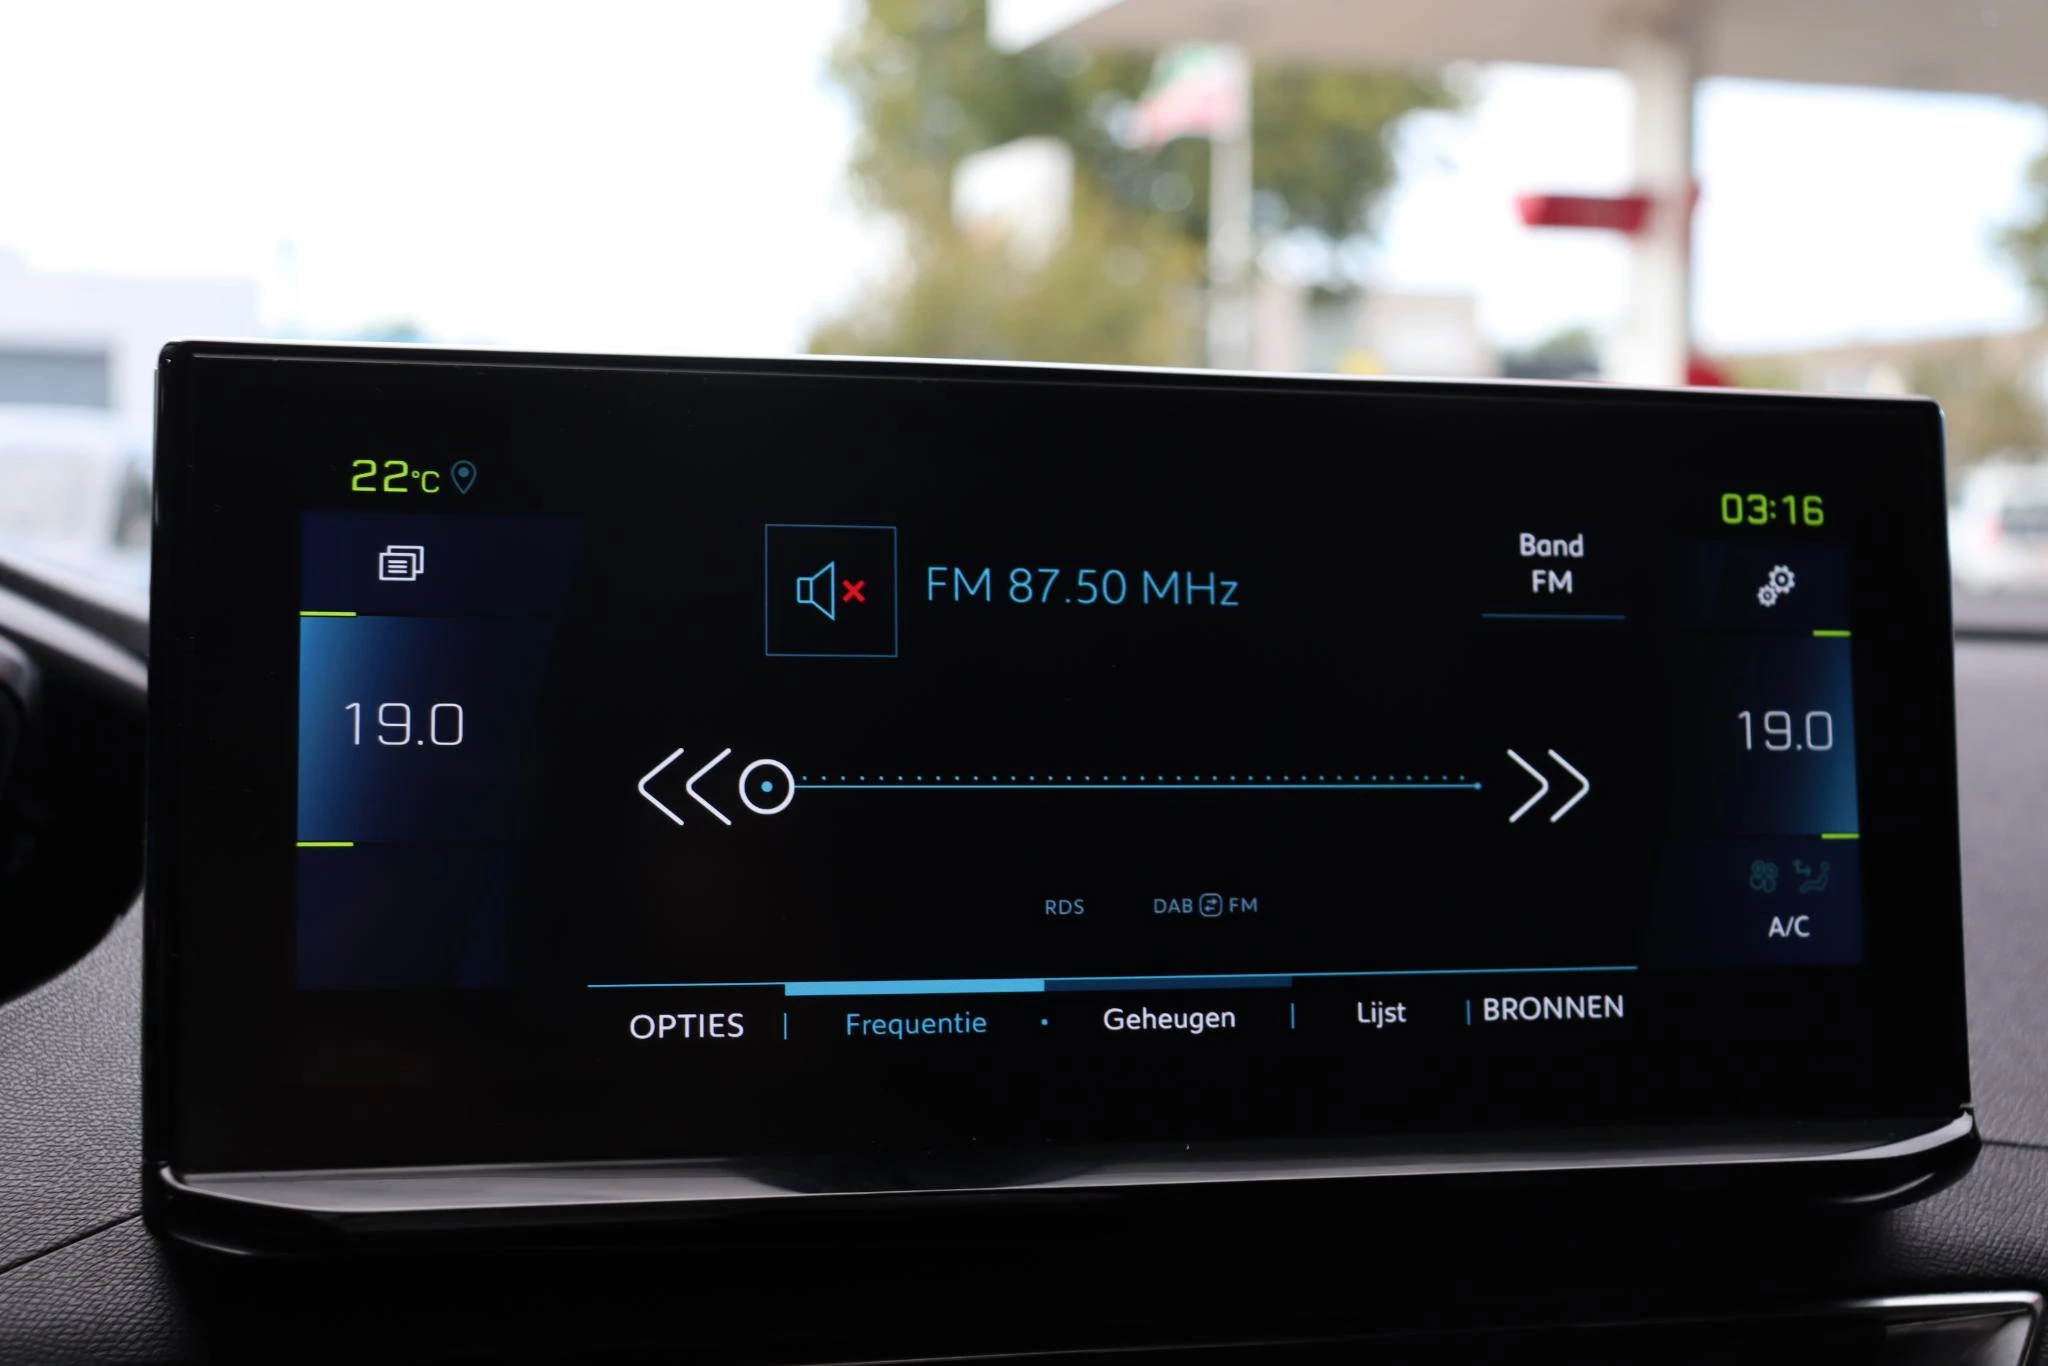 22°C
03:16
Band
FM
FM 87.50 MHz
19.0
19.0
RDS
DAB FM
A/C
OPTIES | Frequentie • Geheugen | Lijst | BRONNEN